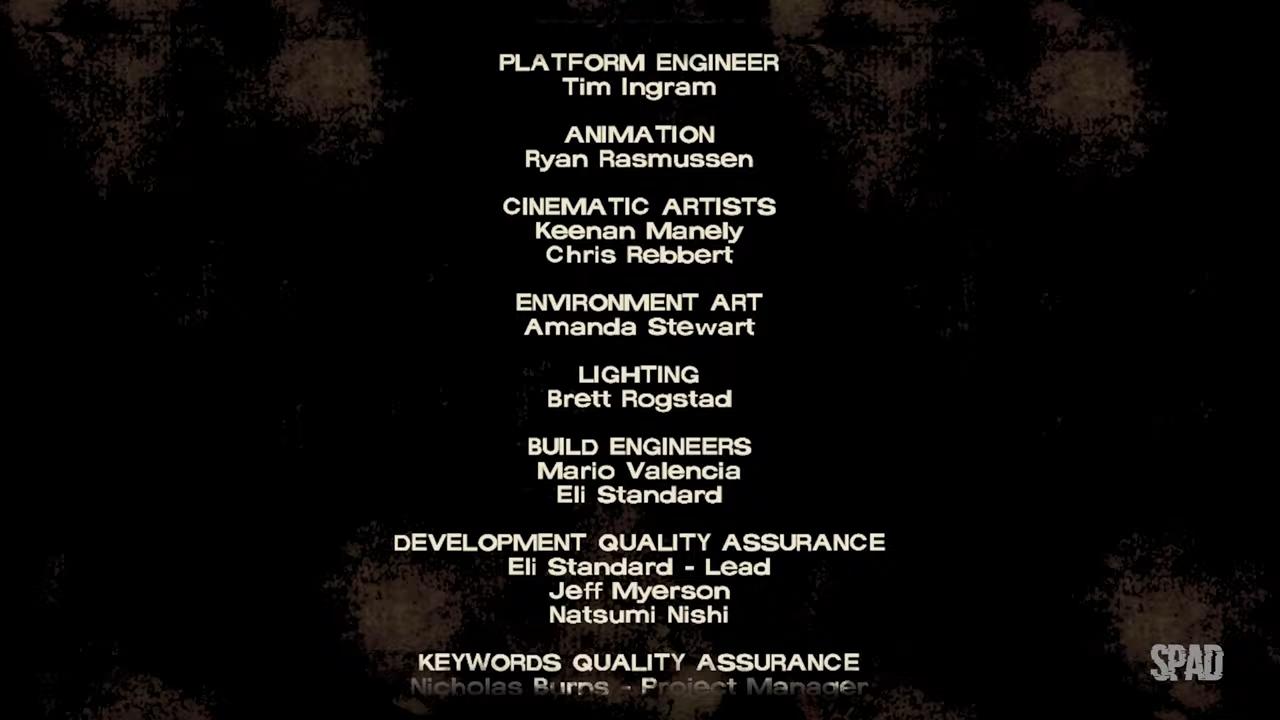 PLATFORM ENGINEER
Tim Ingram
ANIMATION
Ryan Rasmussen
CINEMATIC ARTISTS
Keenan Manely
Chris Rebbert
ENVIRONMENT ART
Amanda Stewart
LIGHTING
Brett Rogstad
BUILD ENGINEERS
Mario Valencia
Eli Standard
DEVELOPMENT QUALITY ASSURANCE
Eli Standard - Lead
Jeff Myerson
Natsumi Nishi
KEYWORDS QUALITY ASSURANCE
Nicholas Burns - Project Manager
SPAD